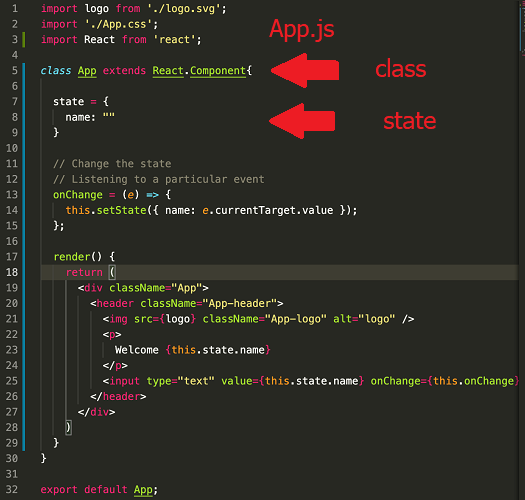 1 import logo from './logo.svg';
2 import './App.css';
3 import React from 'react';
App.js
4
5 class App extends React.Component{
class
6
7 state = {
8 name: ""
state
9 }
10
11 // Change the state
12 // Listening to a particular event
13 onChange = (e) => {
14 this.setState({ name: e.currentTarget.value });
15 };
16
17 render() {
18 return (
19 <div className="App">
20 <header className="App-header">
21 <img src={logo} className="App-logo" alt="logo" />
22 <p>
23 Welcome {this.state.name}
24 </p>
25 <input type="text" value={this.state.name} onChange={this.onChange}
26 </header>
27 </div>
28 )
29 }
30 }
31
32 export default App;